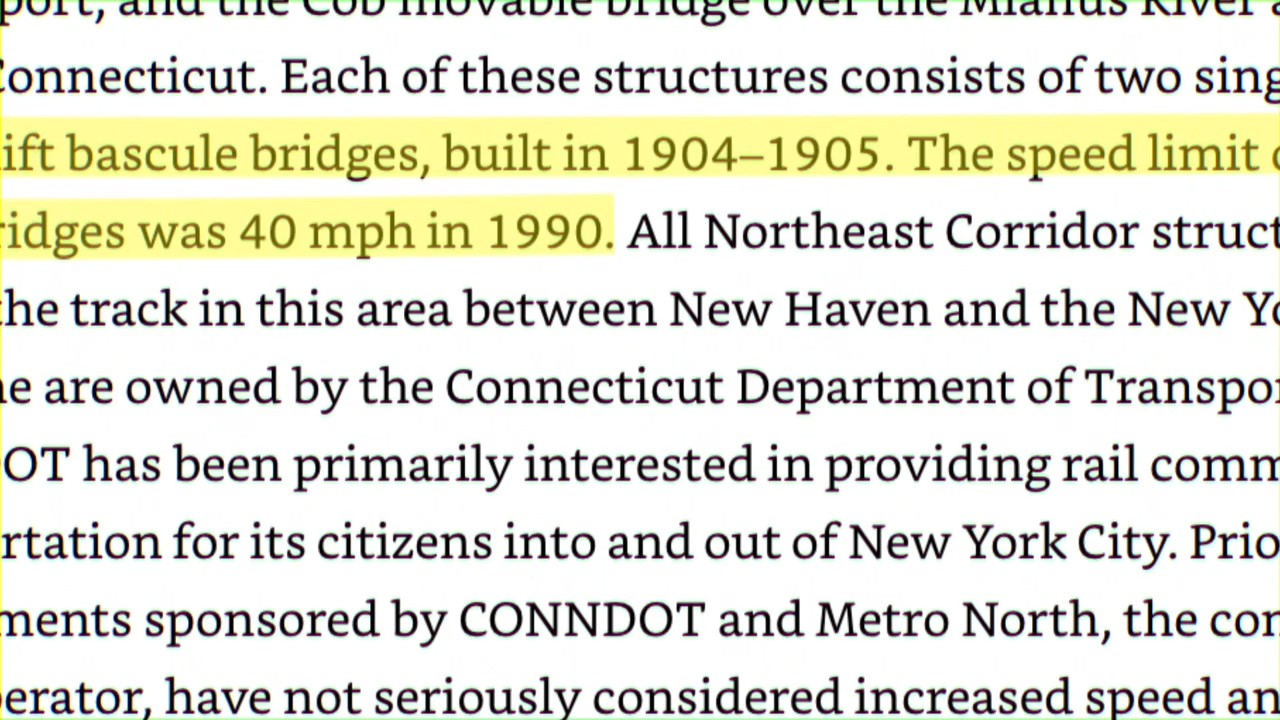 port, and the Cob movable bridge over the Mianus River
Connecticut. Each of these structures consists of two sing
ift bascule bridges, built in 1904–1905. The speed limit
ridges was 40 mph in 1990. All Northeast Corridor struct
the track in this area between New Haven and the New Yo
ne are owned by the Connecticut Department of Transpor
OT has been primarily interested in providing rail comm
rtation for its citizens into and out of New York City. Prio
ments sponsored by CONNDOT and Metro North, the con
perator, have not seriously considered increased speed an